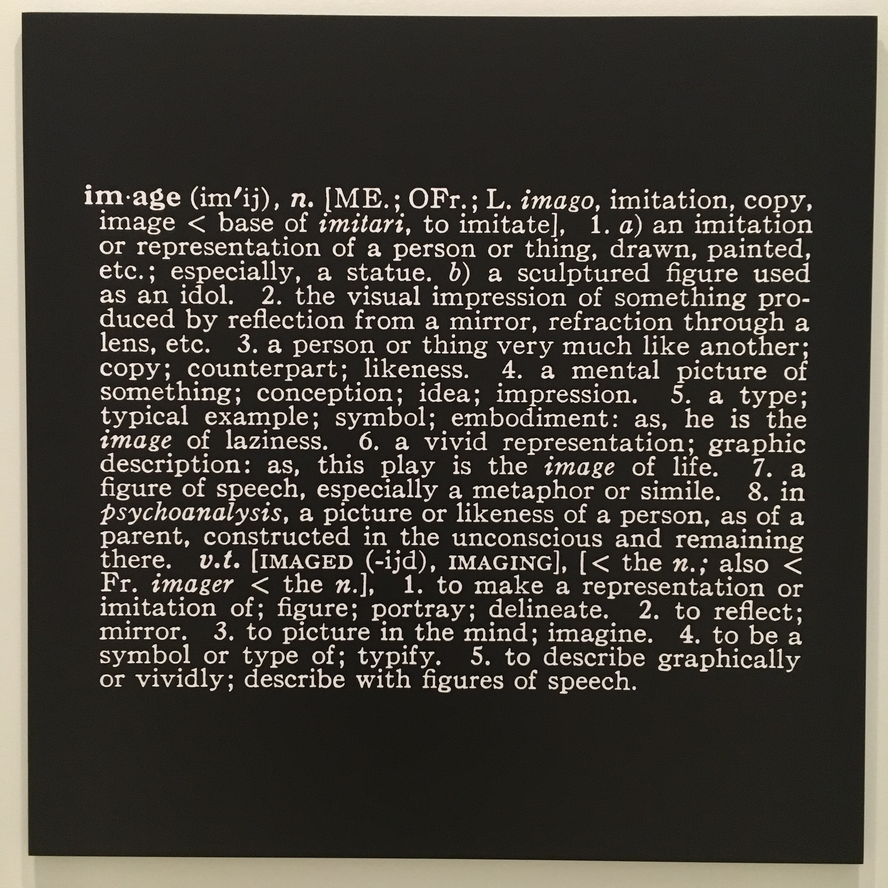 im·age (im′ij), n. [ME.; OFr.; L. imago, imitation, copy,
image < base of imitari, to imitate], 1. a) an imitation
or representation of a person or thing, drawn, painted,
etc.; especially, a statue. b) a sculptured figure used
as an idol. 2. the visual impression of something pro-
duced by reflection from a mirror, refraction through a
lens, etc. 3. a person or thing very much like another;
copy; counterpart; likeness. 4. a mental picture of
something; conception; idea; impression. 5. a type;
typical example; symbol; embodiment: as, he is the
image of laziness. 6. a vivid representation; graphic
description: as, this play is the image of life. 7. a
figure of speech, especially a metaphor or simile. 8. in
psychoanalysis, a picture or likeness of a person, as of a
parent, constructed in the unconscious and remaining
there. v.t. [IMAGED (-ijd), IMAGING], [< the n.; also <
Fr. imager < the n.], 1. to make a representation or
imitation of; figure; portray; delineate. 2. to reflect;
mirror. 3. to picture in the mind; imagine. 4. to be a
symbol or type of; typify. 5. to describe graphically
or vividly; describe with figures of speech.